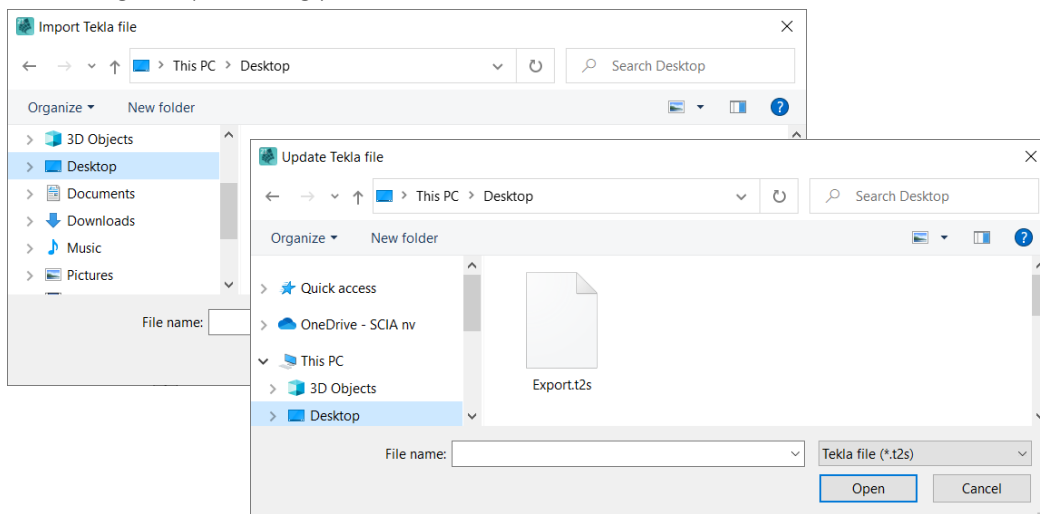 Import Tekla file
This PC > Desktop
Search Desktop
Organize
New folder
3D Objects
Desktop
Documents
Downloads
Music
Pictures
File name:
Update Tekla file
This PC > Desktop
Search Desktop
Organize
New folder
Quick access
OneDrive - SCIA nv
This PC
3D Objects
Desktop
Export.t2s
File name:
Tekla file (*.t2s)
Open
Cancel